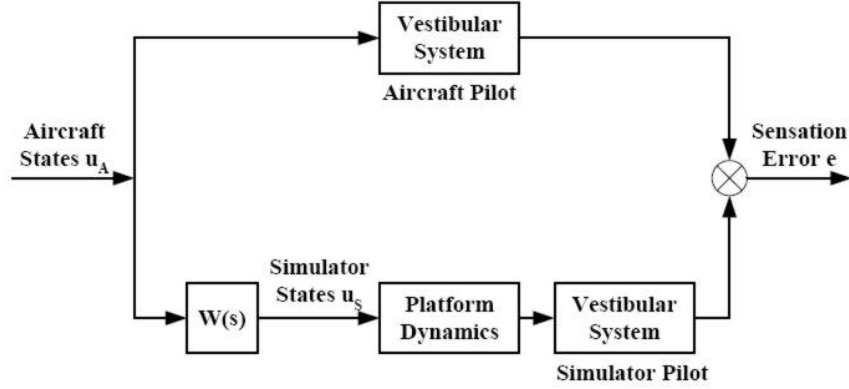 Vestibular
System
Aircraft Pilot
Aircraft
States u_A
Sensation
Error e
Simulator
States u_S
W(s)
Platform
Dynamics
Vestibular
System
Simulator Pilot